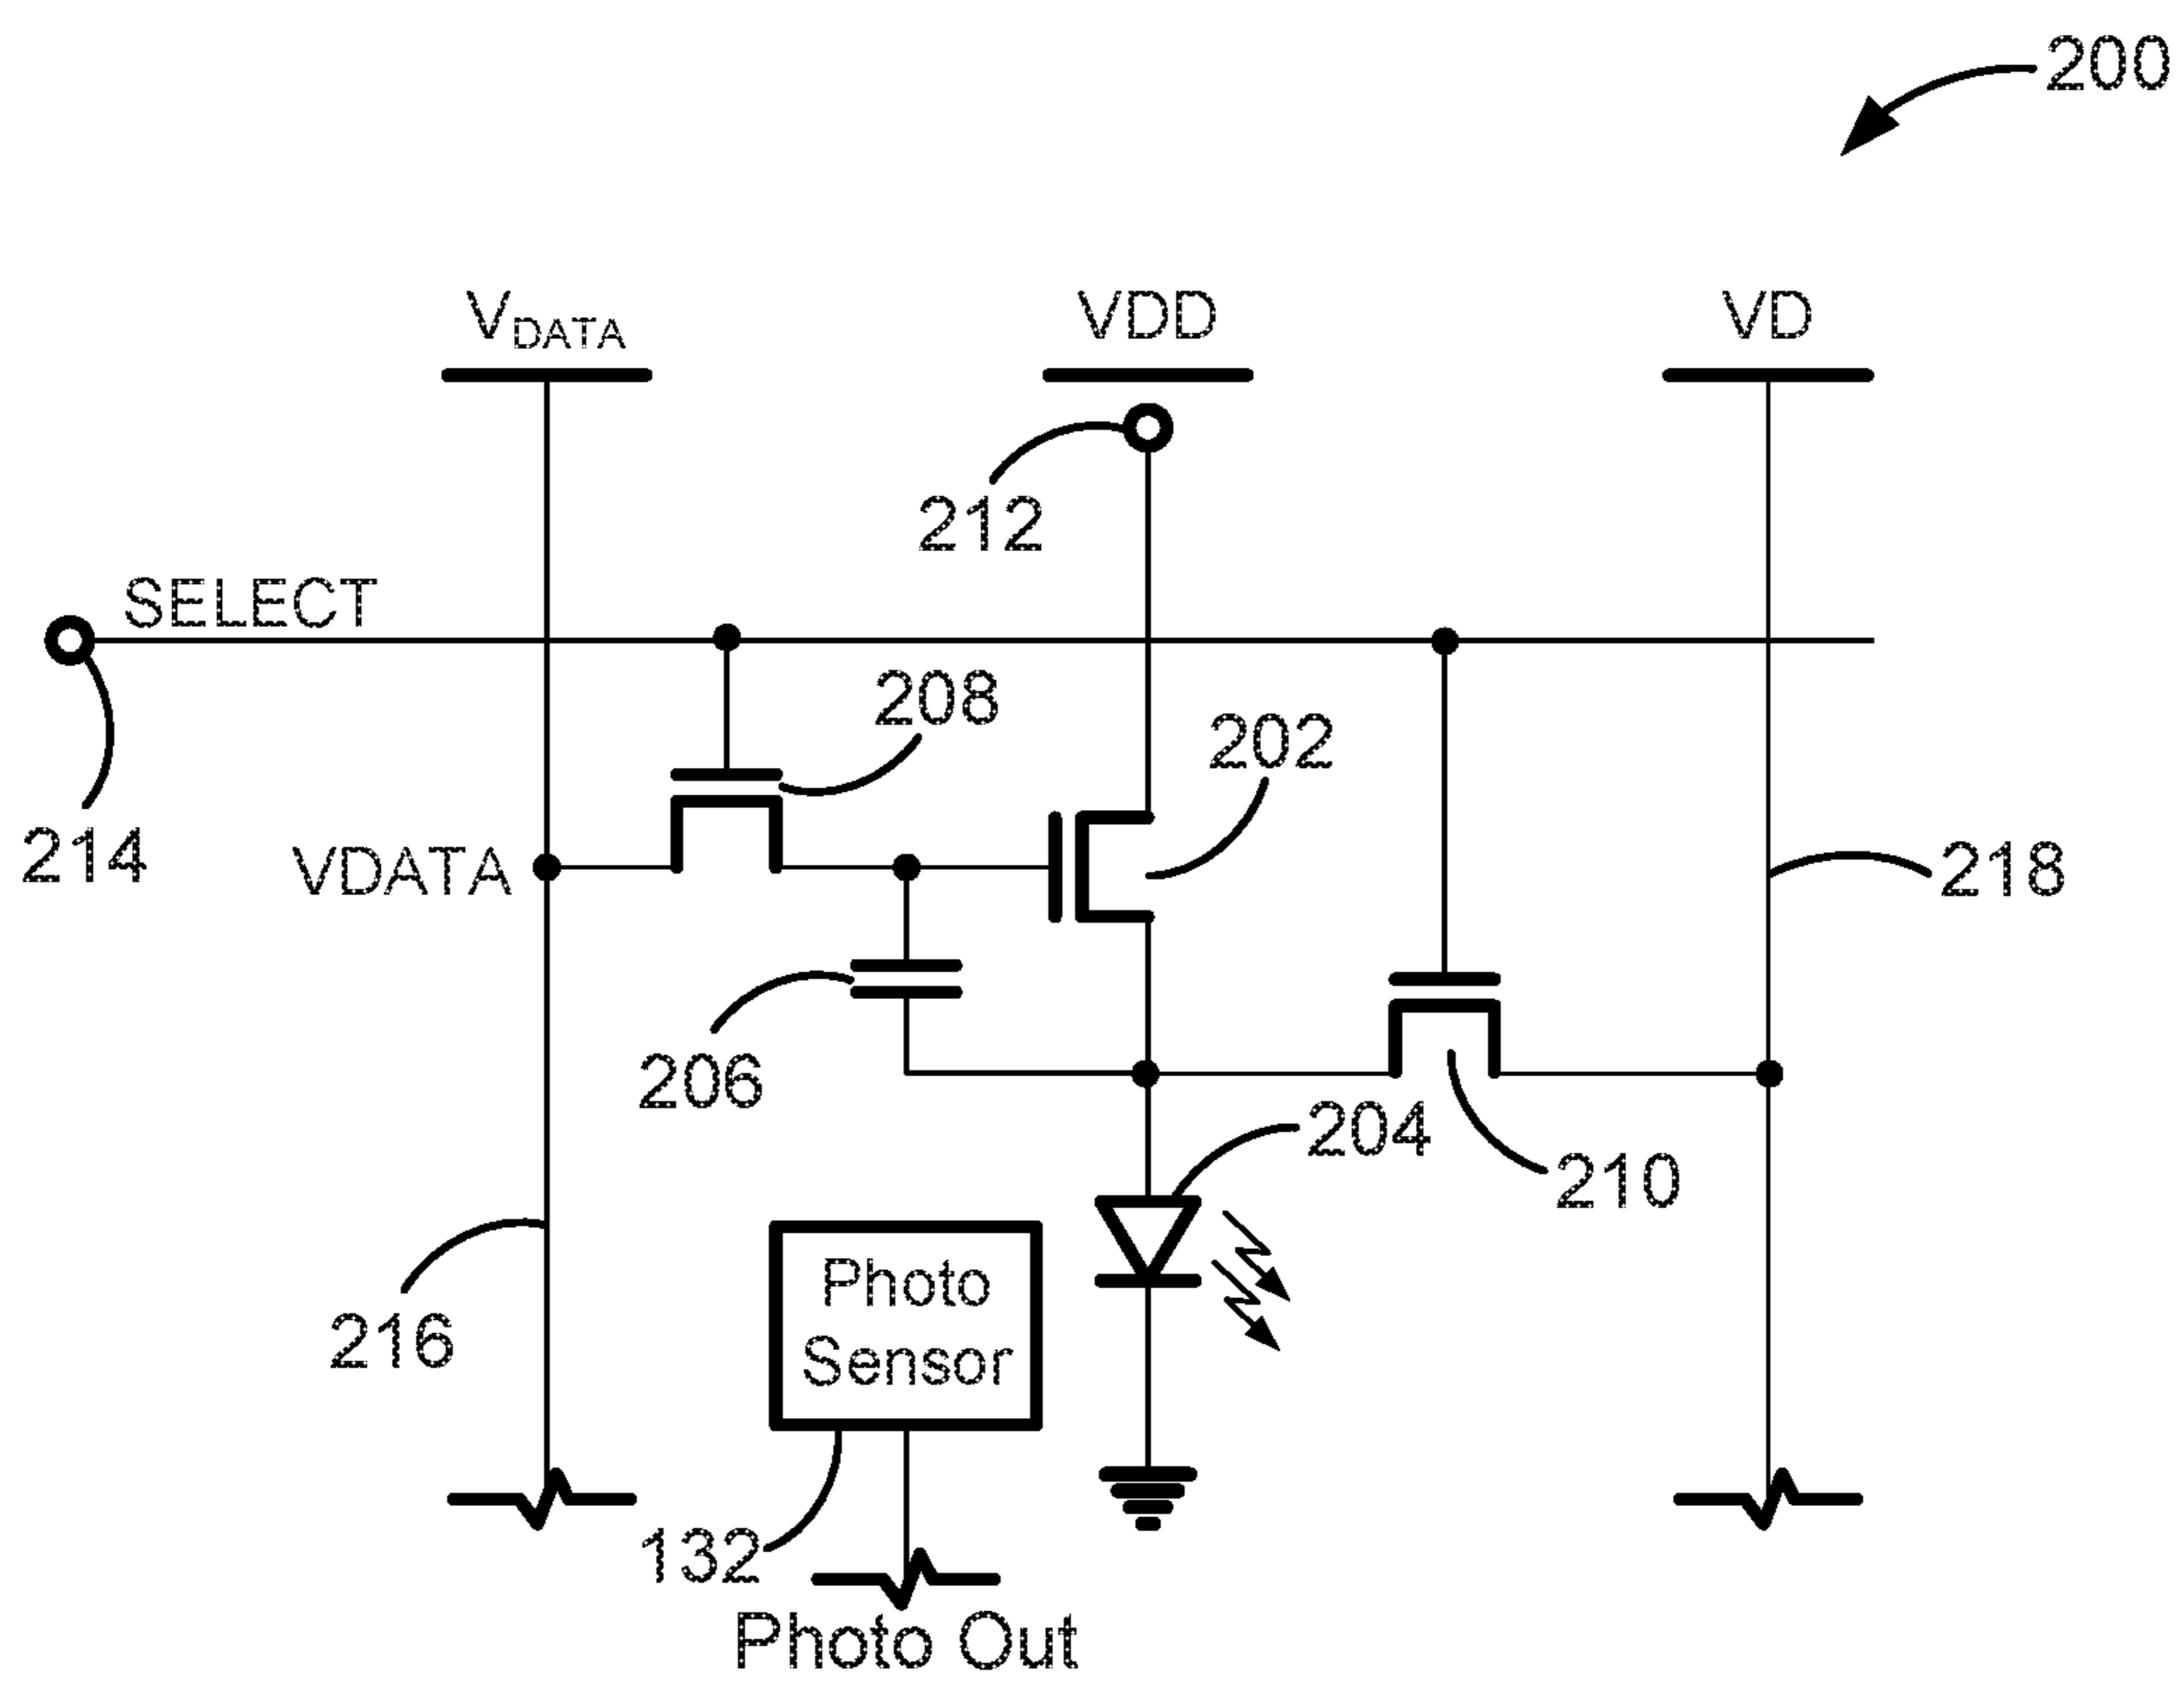 200
V_DATA VDD VD
212
SELECT
208
202
214
VDATA
218
206
204
210
Photo
Sensor
216
132
Photo Out